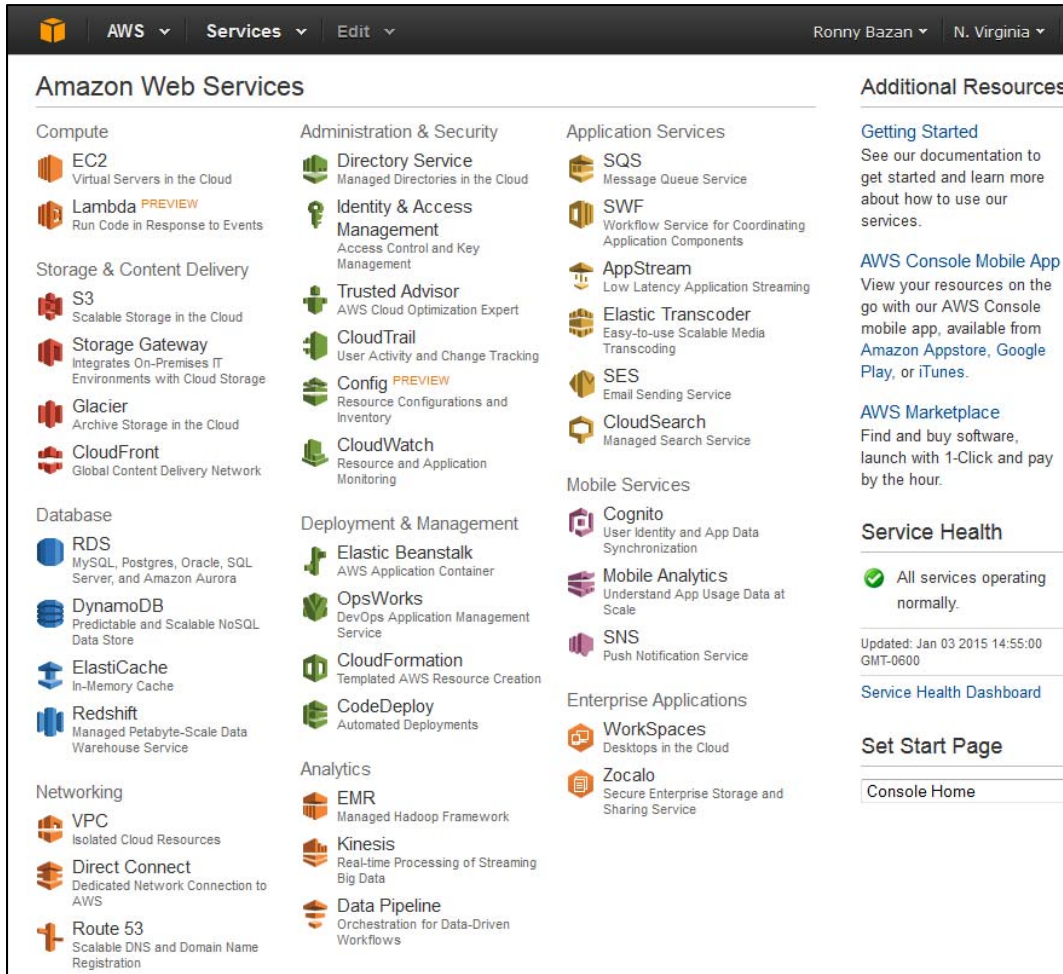 AWS
Services
Edit
Ronny Bazan
N. Virginia
Amazon Web Services
Compute
EC2
Virtual Servers in the Cloud
Lambda PREVIEW
Run Code in Response to Events
Storage & Content Delivery
S3
Scalable Storage in the Cloud
Storage Gateway
Integrates On-Premises IT
Environments with Cloud Storage
Glacier
Archive Storage in the Cloud
CloudFront
Global Content Delivery Network
Database
RDS
MySQL, Postgres, Oracle, SQL
Server, and Amazon Aurora
DynamoDB
Predictable and Scalable NoSQL
Data Store
ElastiCache
In-Memory Cache
Redshift
Managed Petabyte-Scale Data
Warehouse Service
Networking
VPC
Isolated Cloud Resources
Direct Connect
Dedicated Network Connection to
AWS
Route 53
Scalable DNS and Domain Name
Registration
Administration & Security
Directory Service
Managed Directories in the Cloud
Identity & Access
Management
Access Control and Key
Management
Trusted Advisor
AWS Cloud Optimization Expert
CloudTrail
User Activity and Change Tracking
Config PREVIEW
Resource Configurations and
Inventory
CloudWatch
Resource and Application
Monitoring
Deployment & Management
Elastic Beanstalk
AWS Application Container
OpsWorks
DevOps Application Management
Service
CloudFormation
Templated AWS Resource Creation
CodeDeploy
Automated Deployments
Analytics
EMR
Managed Hadoop Framework
Kinesis
Real-time Processing of Streaming
Big Data
Data Pipeline
Orchestration for Data-Driven
Workflows
Application Services
SQS
Message Queue Service
SWF
Workflow Service for Coordinating
Application Components
AppStream
Low Latency Application Streaming
Elastic Transcoder
Easy-to-use Scalable Media
Transcoding
SES
Email Sending Service
CloudSearch
Managed Search Service
Mobile Services
Cognito
User Identity and App Data
Synchronization
Mobile Analytics
Understand App Usage Data at
Scale
SNS
Push Notification Service
Enterprise Applications
WorkSpaces
Desktops in the Cloud
Zocalo
Secure Enterprise Storage and
Sharing Service
Additional Resources
Getting Started
See our documentation to
get started and learn more
about how to use our
services.
AWS Console Mobile App
View your resources on the
go with our AWS Console
mobile app, available from
Amazon Appstore, Google
Play, or iTunes.
AWS Marketplace
Find and buy software,
launch with 1-Click and pay
by the hour.
Service Health
All services operating
normally.
Updated: Jan 03 2015 14:55:00
GMT-0600
Service Health Dashboard
Set Start Page
Console Home